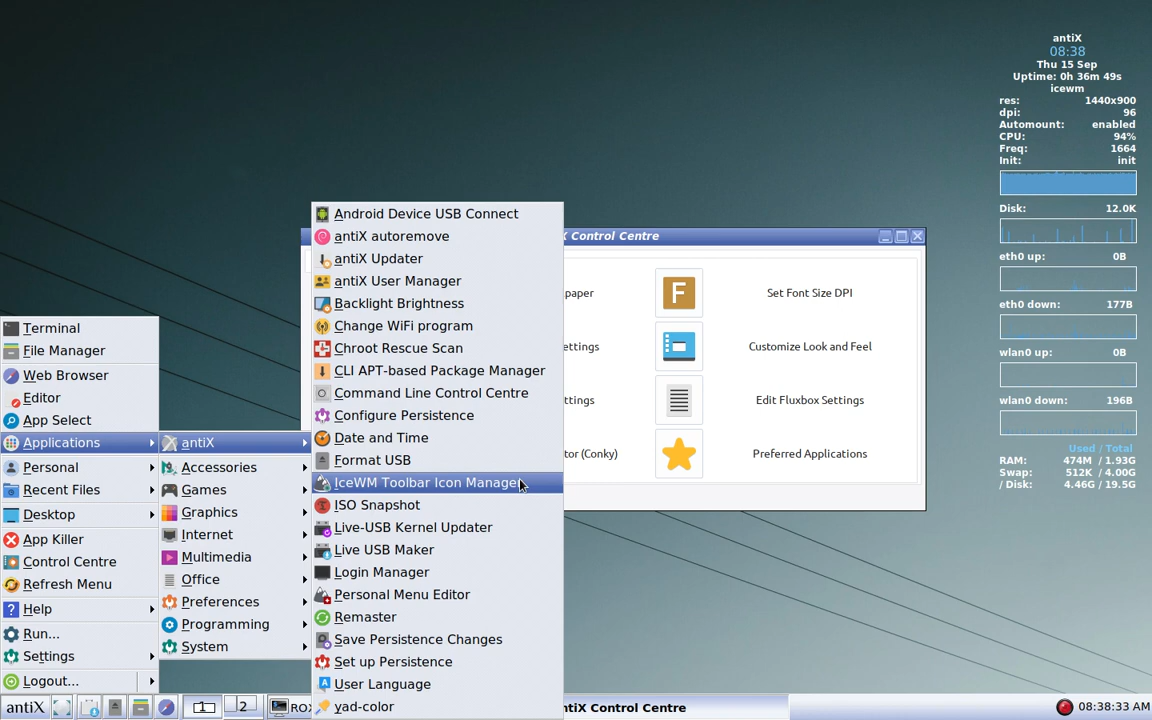 antiX
08:38
Thu 15 Sep
Uptime: 0h 36m 49s
icewm
res: 1440x900
dpi: 96
Automount: enabled
CPU: 94%
Freq: 1664
Init: init
Disk: 12.0K
eth0 up: 0B
eth0 down: 177B
wlan0 up: 0B
wlan0 down: 196B
Used / Total
RAM: 474M / 1.93G
Swap: 512K / 4.00G
/ Disk: 4.46G / 19.5G
X Control Centre
paper
Set Font Size DPI
ettings
Customize Look and Feel
ttings
Edit Fluxbox Settings
tor (Conky)
Preferred Applications
Terminal
File Manager
Web Browser
Editor
App Select
Applications
Personal
Recent Files
Desktop
App Killer
Control Centre
Refresh Menu
Help
Run...
Settings
Logout...
antiX
Accessories
Games
Graphics
Internet
Multimedia
Office
Preferences
Programming
System
Android Device USB Connect
antiX autoremove
antiX Updater
antiX User Manager
Backlight Brightness
Change WiFi program
Chroot Rescue Scan
CLI APT-based Package Manager
Command Line Control Centre
Configure Persistence
Date and Time
Format USB
IceWM Toolbar Icon Manager
ISO Snapshot
Live-USB Kernel Updater
Live USB Maker
Login Manager
Personal Menu Editor
Remaster
Save Persistence Changes
Set up Persistence
User Language
yad-color
antiX
1
2
ROX
ntiX Control Centre
08:38:33 AM